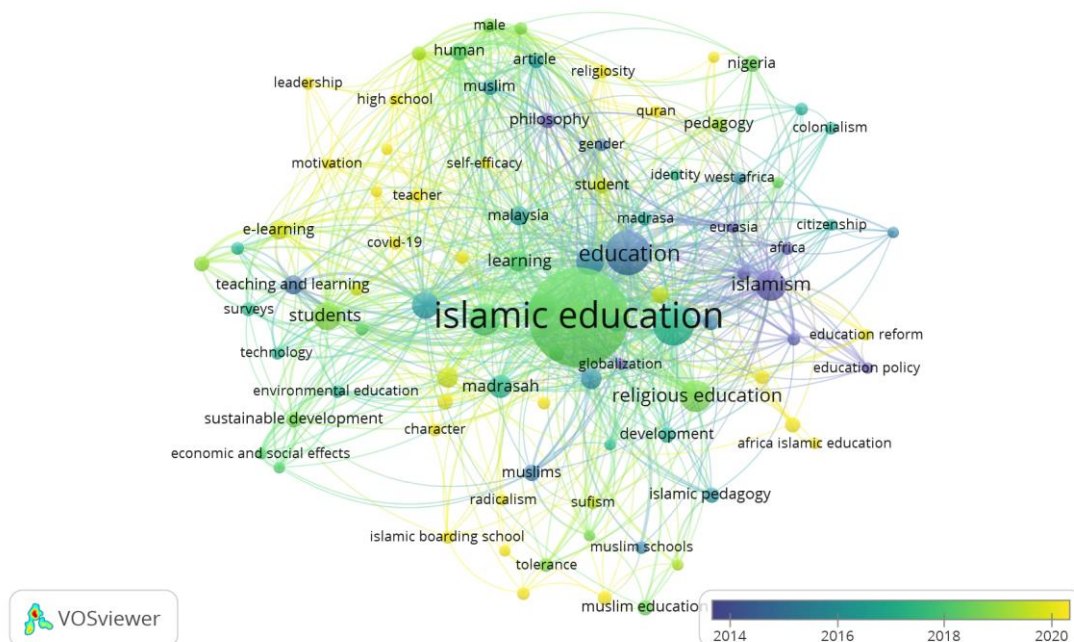 male
human
article
leadership
muslim
religiosity
nigeria
high school
quran
philosophy
pedagogy
colonialism
gender
motivation
self-efficacy
identity
west africa
teacher
student
malaysia
madrasa
citizenship
eurasia
e-learning
covid-19
education
africa
learning
teaching and learning
islamism
surveys
students
islamic education
education reform
technology
globalization
education policy
environmental education
madrasah
religious education
sustainable development
character
development
africa islamic education
economic and social effects
muslims
islamic pedagogy
radicalism
sufism
islamic boarding school
muslim schools
tolerance
muslim education
VOSviewer
2014 2016 2018 2020